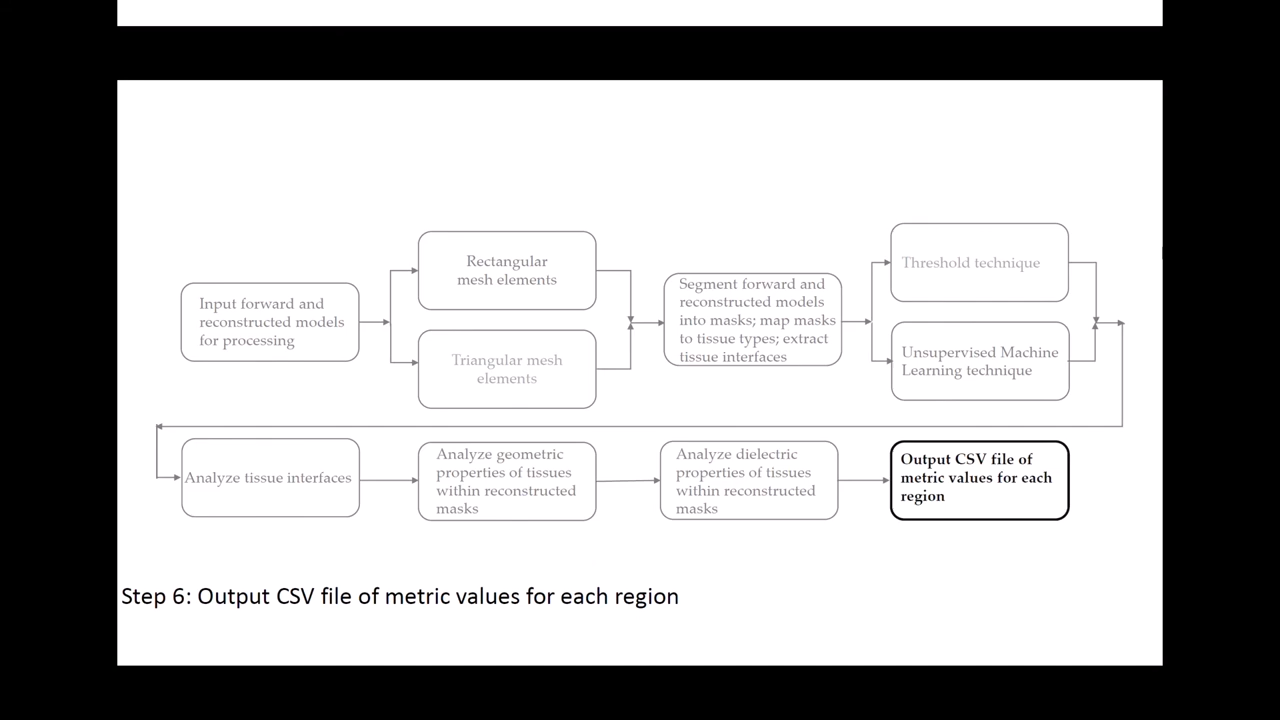 Input forward and
reconstructed models
for processing
Rectangular
mesh elements
Triangular mesh
elements
Segment forward and
reconstructed models
into masks; map masks
to tissue types; extract
tissue interfaces
Threshold technique
Unsupervised Machine
Learning technique
Analyze tissue interfaces
Analyze geometric
properties of tissues
within reconstructed
masks
Analyze dielectric
properties of tissues
within reconstructed
masks
Output CSV file of
metric values for each
region
Step 6: Output CSV file of metric values for each region